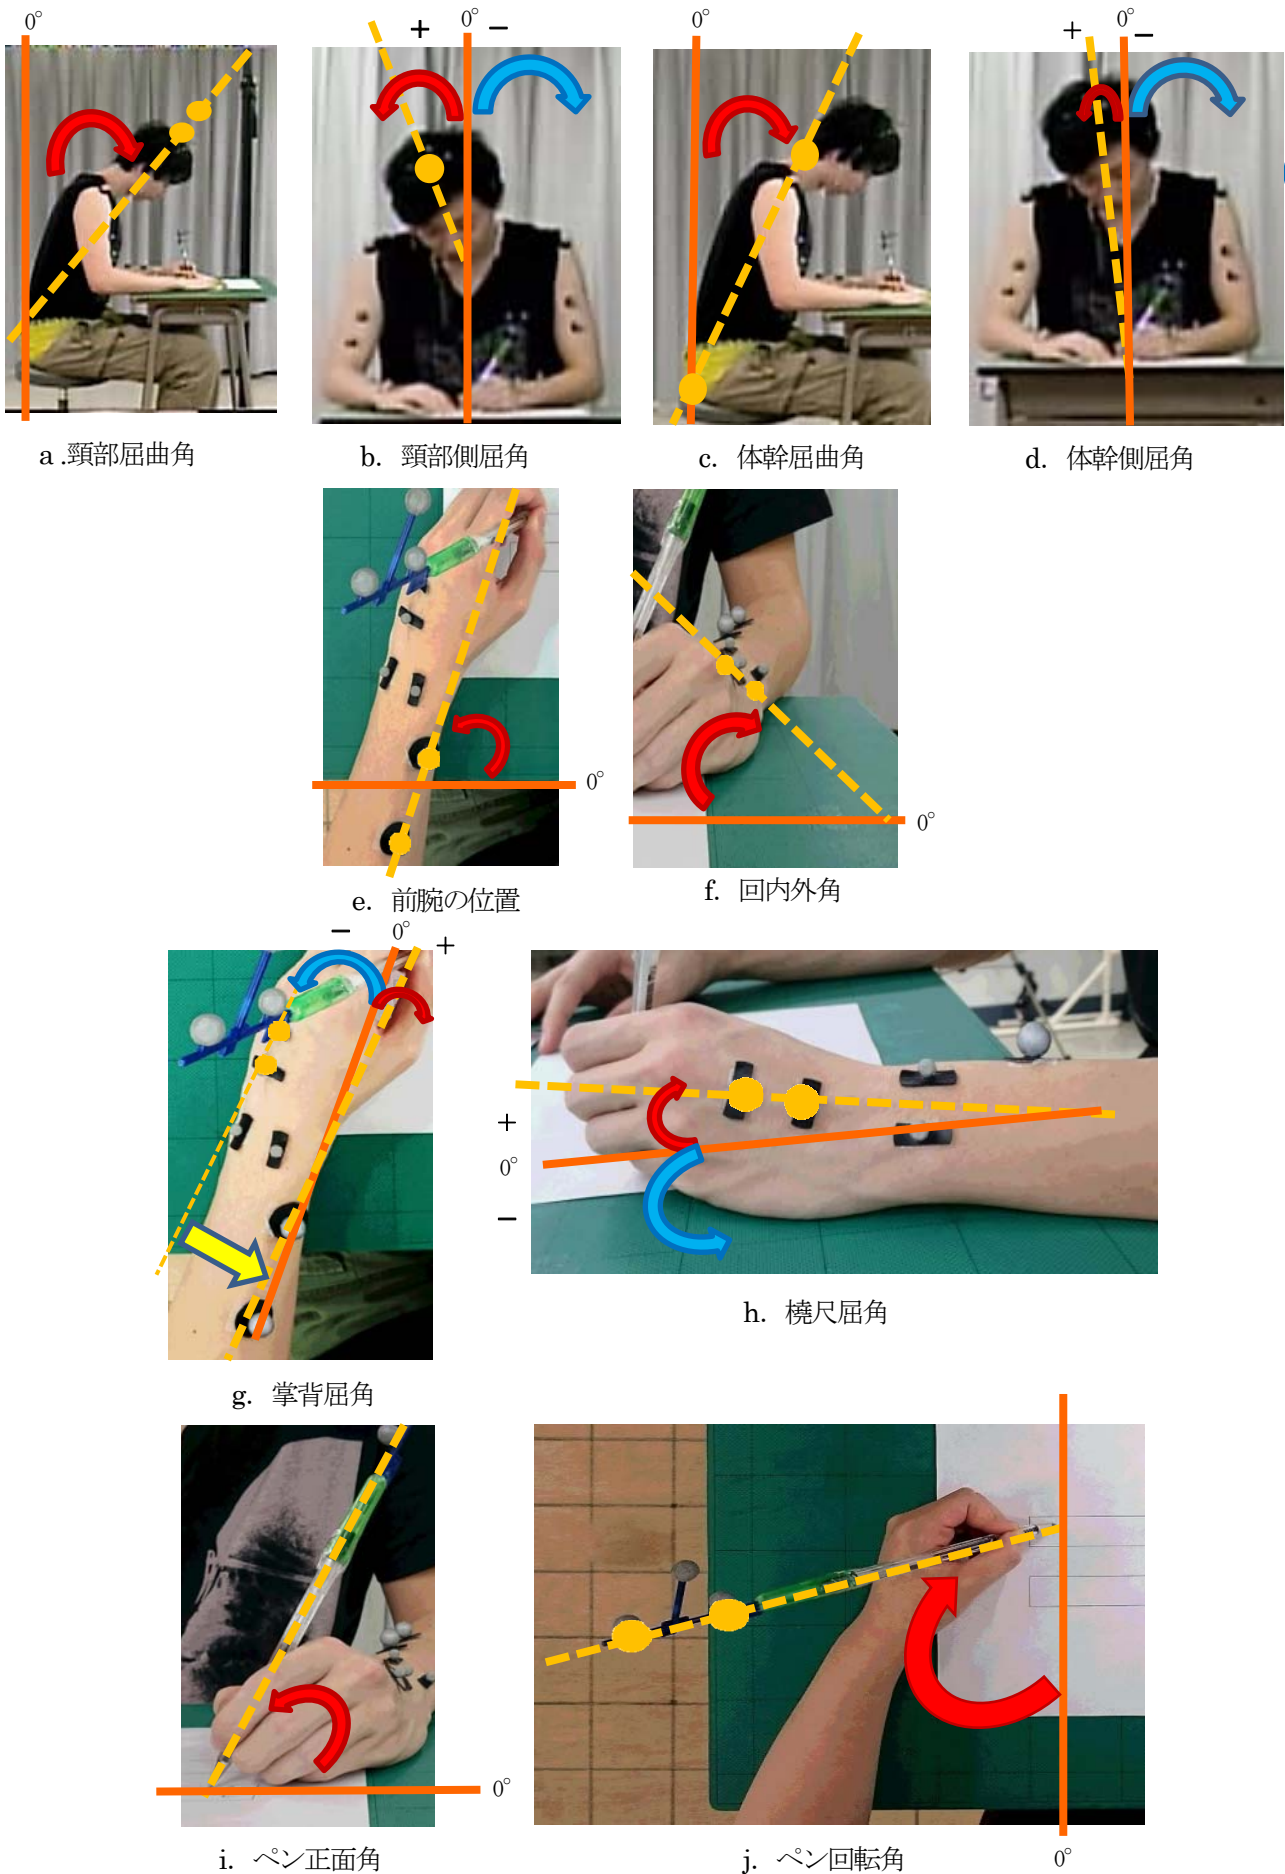 0° + 0° − 0° + 0° −
a .頸部屈曲角 b. 頸部側屈角 c. 体幹屈曲角 d. 体幹側屈角
0°
0°
e. 前腕の位置 f. 回内外角
− 0° +
+
0°
−
h. 橈尺屈角
g. 掌背屈角
0°
i. ペン正面角 j. ペン回転角 0°